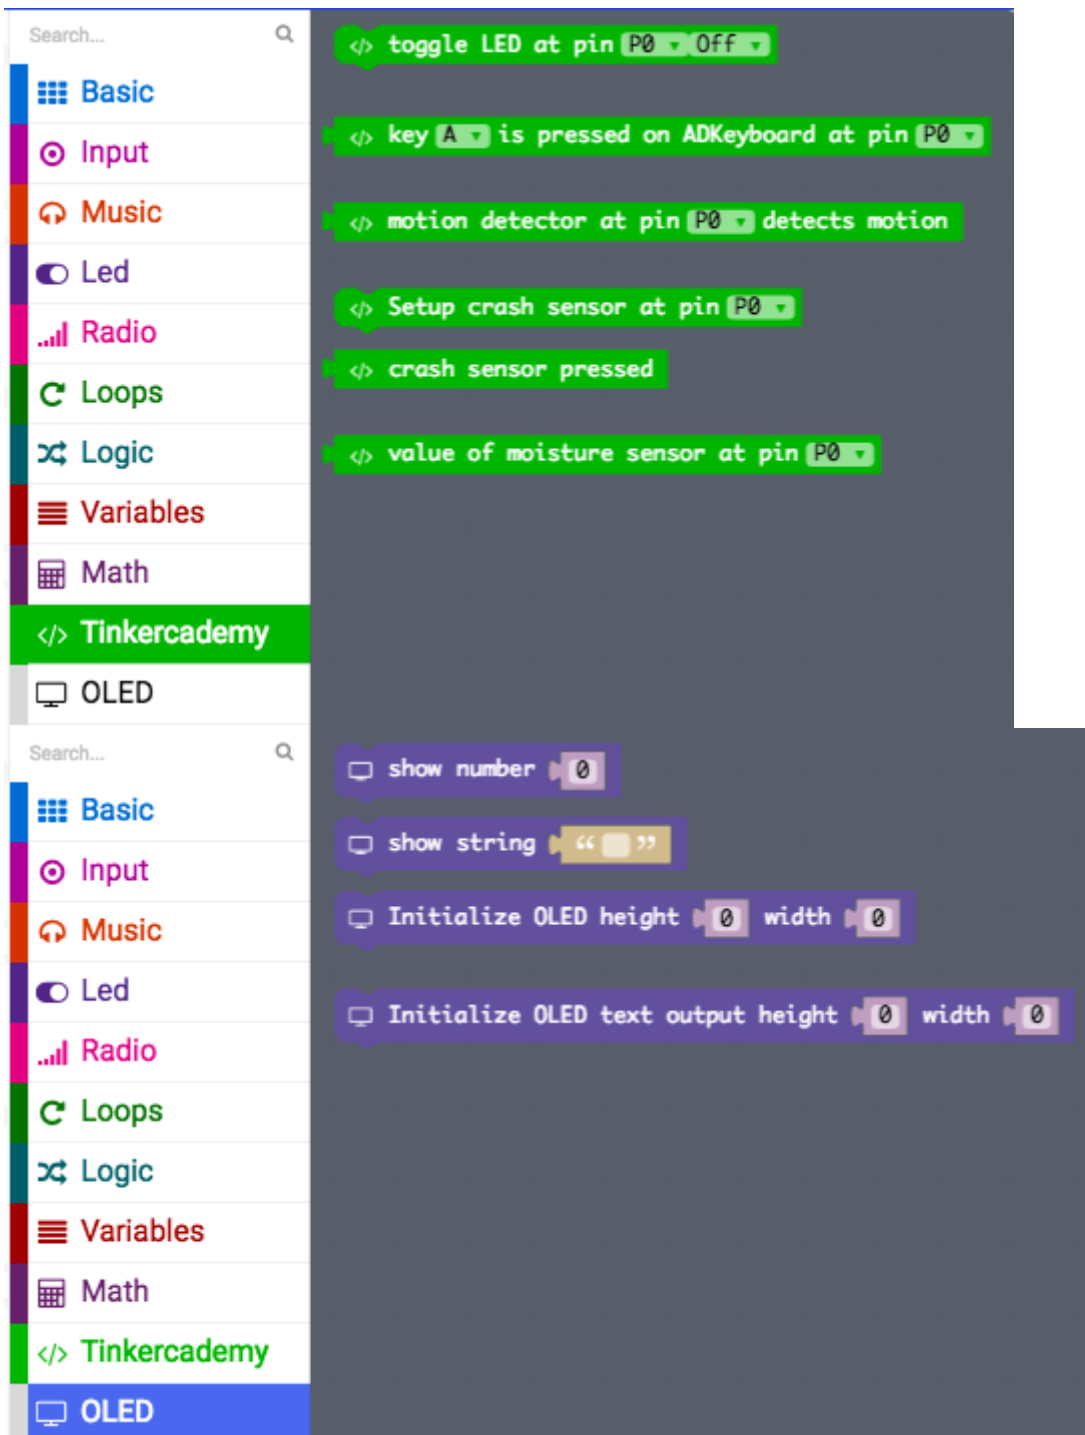 Search...
Basic
Input
Music
Led
Radio
Loops
Logic
Variables
Math
</> Tinkercademy
OLED
</> toggle LED at pin P0 Off
</> key A is pressed on ADKeyboard at pin P0
</> motion detector at pin P0 detects motion
</> Setup crash sensor at pin P0
</> crash sensor pressed
</> value of moisture sensor at pin P0
Search...
Basic
Input
Music
Led
Radio
Loops
Logic
Variables
Math
</> Tinkercademy
OLED
show number 0
show string “ ”
Initialize OLED height 0 width 0
Initialize OLED text output height 0 width 0